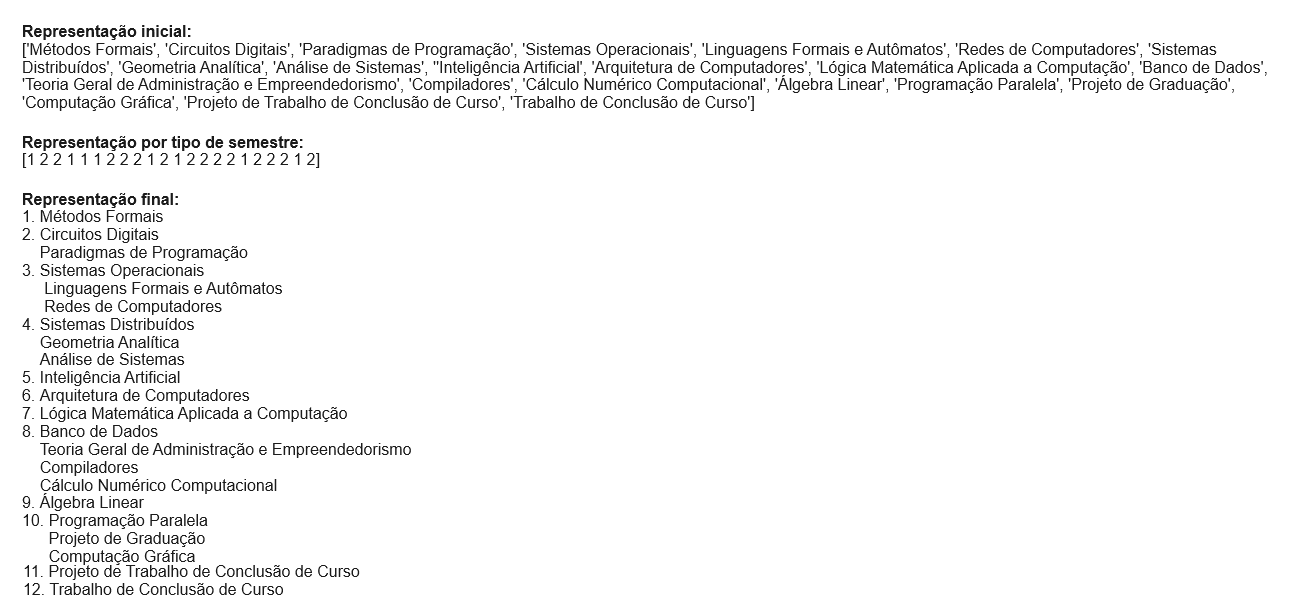 Representação inicial:
['Métodos Formais', 'Circuitos Digitais', 'Paradigmas de Programação', 'Sistemas Operacionais', 'Linguagens Formais e Autômatos', 'Redes de Computadores', 'Sistemas
Distribuídos', 'Geometria Analítica', 'Análise de Sistemas', "Inteligência Artificial', 'Arquitetura de Computadores', 'Lógica Matemática Aplicada a Computação', 'Banco de Dados',
'Teoria Geral de Administração e Empreendedorismo', 'Compiladores', 'Cálculo Numérico Computacional', 'Álgebra Linear', 'Programação Paralela', 'Projeto de Graduação',
'Computação Gráfica', 'Projeto de Trabalho de Conclusão de Curso', 'Trabalho de Conclusão de Curso']
Representação por tipo de semestre:
[1 2 2 1 1 1 2 2 2 1 2 1 2 2 2 2 1 2 2 2 1 2]
Representação final:
1. Métodos Formais
2. Circuitos Digitais
Paradigmas de Programação
3. Sistemas Operacionais
Linguagens Formais e Autômatos
Redes de Computadores
4. Sistemas Distribuídos
Geometria Analítica
Análise de Sistemas
5. Inteligência Artificial
6. Arquitetura de Computadores
7. Lógica Matemática Aplicada a Computação
8. Banco de Dados
Teoria Geral de Administração e Empreendedorismo
Compiladores
Cálculo Numérico Computacional
9. Álgebra Linear
10. Programação Paralela
Projeto de Graduação
Computação Gráfica
11. Projeto de Trabalho de Conclusão de Curso
12. Trabalho de Conclusão de Curso